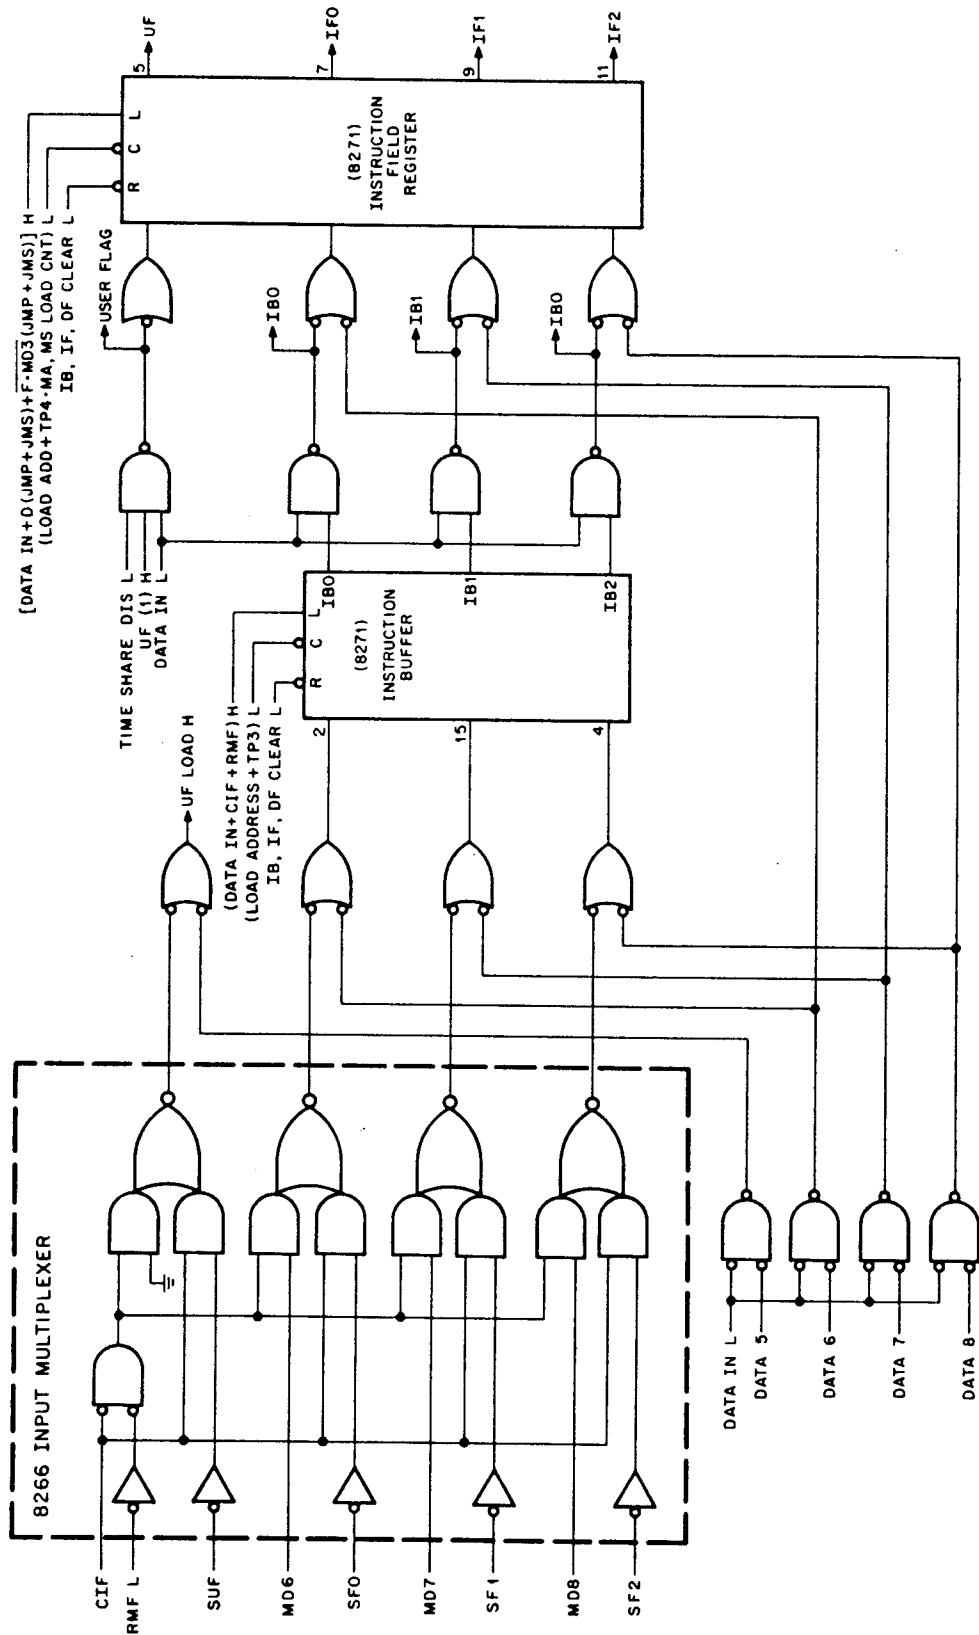 8266 INPUT MULTIPLEXER
CIF
RMF L
SUF
MD6
SF0
MD7
SF1
MD8
SF2
DATA IN L
DATA 5
DATA 6
DATA 7
DATA 8
UF LOAD H
(DATA IN+CIF+RMF) H
(LOAD ADDRESS+TP3) L
IB, IF, DF CLEAR L
2
15
4
R
C
L
(8271)
INSTRUCTION
BUFFER
IB0
IB1
IB2
TIME SHARE DIS L
UF (1) H
DATA IN L
USER FLAG
IB0
IB1
IB0
[DATA IN+D(JMP+JMS)+F·MD3(JMP+JMS)] H
(LOAD ADD+TP4·MA, MS LOAD CNT) L
IB, IF, DF CLEAR L
R
C
L
(8271)
INSTRUCTION
FIELD
REGISTER
5
UF
7
IF0
9
IF1
11
IF2